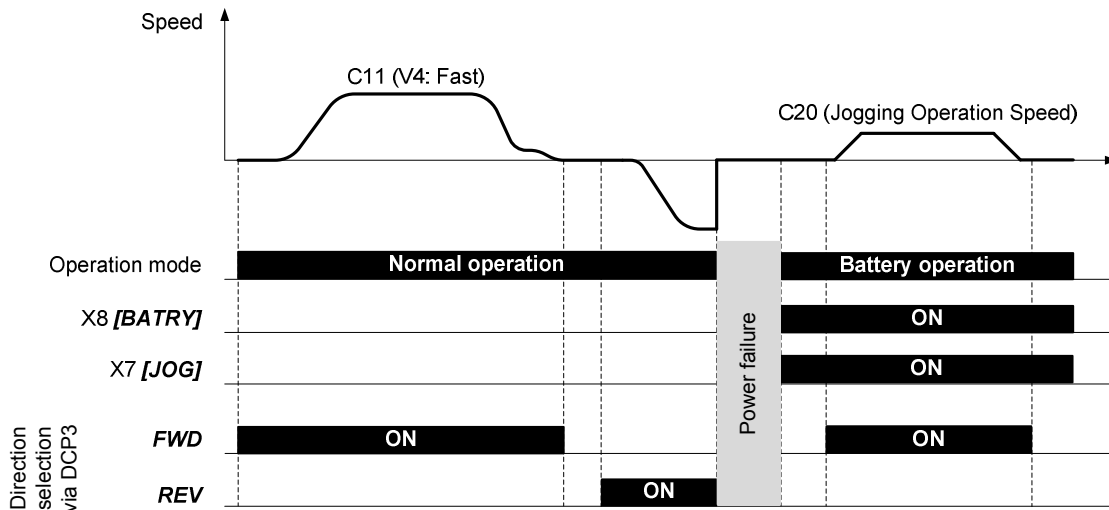 Speed
C11 (V4: Fast)
C20 (Jogging Operation Speed)
Operation mode
Normal operation
Battery operation
X8 [BATRY]
ON
X7 [JOG]
ON
Power failure
Direction
selection
via DCP3
FWD
ON
ON
REV
ON